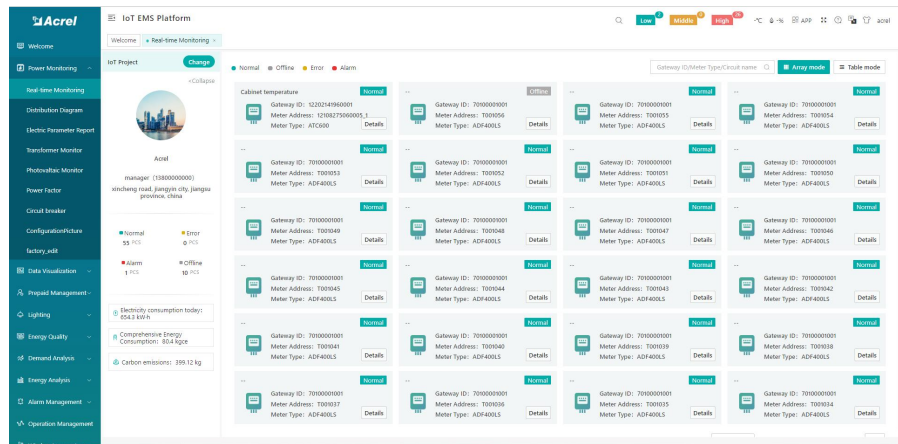 Acrel
IoT EMS Platform
Low 2 Middle 0 High 76 -℃ -% APP acrel
Welcome
Power Monitoring
Real-time Monitoring
Distribution Diagram
Electric Parameter Report
Transformer Monitor
Photovaltaic Monitor
Power Factor
Circuit breaker
ConfigurationPicture
factory_edit
Data Visualization
Prepaid Management
Lighting
Energy Quality
Demand Analysis
Energy Analysis
Alarm Management
Operation Management
Welcome Real-time Monitoring
IoT Project Change
<Collapse
Acrel
manager (13800000000)
xincheng road, jiangyin city, jiangsu
province, china
Normal Error
55 PCS 0 PCS
Alarm Offline
1 PCS 10 PCS
Electricity consumption today:
654.3 kW·h
Comprehensive Energy
Consumption: 80.4 kgce
Carbon emissions: 399.12 kg
Normal Offline Error Alarm
Gateway ID/Meter Type/Circuit name Array mode Table mode
Cabinet temperature Normal
Gateway ID: 12202141960001
Meter Address: 12108275060005_1
Meter Type: ATC600 Details
-- Offline
Gateway ID: 70100001001
Meter Address: T001056
Meter Type: ADF400LS Details
-- Normal
Gateway ID: 70100001001
Meter Address: T001055
Meter Type: ADF400LS Details
-- Normal
Gateway ID: 70100001001
Meter Address: T001054
Meter Type: ADF400LS Details
-- Normal
Gateway ID: 70100001001
Meter Address: T001053
Meter Type: ADF400LS Details
-- Normal
Gateway ID: 70100001001
Meter Address: T001052
Meter Type: ADF400LS Details
-- Normal
Gateway ID: 70100001001
Meter Address: T001051
Meter Type: ADF400LS Details
-- Normal
Gateway ID: 70100001001
Meter Address: T001050
Meter Type: ADF400LS Details
-- Normal
Gateway ID: 70100001001
Meter Address: T001049
Meter Type: ADF400LS Details
-- Normal
Gateway ID: 70100001001
Meter Address: T001048
Meter Type: ADF400LS Details
-- Normal
Gateway ID: 70100001001
Meter Address: T001047
Meter Type: ADF400LS Details
-- Normal
Gateway ID: 70100001001
Meter Address: T001046
Meter Type: ADF400LS Details
-- Normal
Gateway ID: 70100001001
Meter Address: T001045
Meter Type: ADF400LS Details
-- Normal
Gateway ID: 70100001001
Meter Address: T001044
Meter Type: ADF400LS Details
-- Normal
Gateway ID: 70100001001
Meter Address: T001043
Meter Type: ADF400LS Details
-- Normal
Gateway ID: 70100001001
Meter Address: T001042
Meter Type: ADF400LS Details
-- Normal
Gateway ID: 70100001001
Meter Address: T001041
Meter Type: ADF400LS Details
-- Normal
Gateway ID: 70100001001
Meter Address: T001040
Meter Type: ADF400LS Details
-- Normal
Gateway ID: 70100001001
Meter Address: T001039
Meter Type: ADF400LS Details
-- Normal
Gateway ID: 70100001001
Meter Address: T001038
Meter Type: ADF400LS Details
-- Normal
Gateway ID: 70100001001
Meter Address: T001037
Meter Type: ADF400LS Details
-- Normal
Gateway ID: 70100001001
Meter Address: T001036
Meter Type: ADF400LS Details
-- Normal
Gateway ID: 70100001001
Meter Address: T001035
Meter Type: ADF400LS Details
-- Normal
Gateway ID: 70100001001
Meter Address: T001034
Meter Type: ADF400LS Details